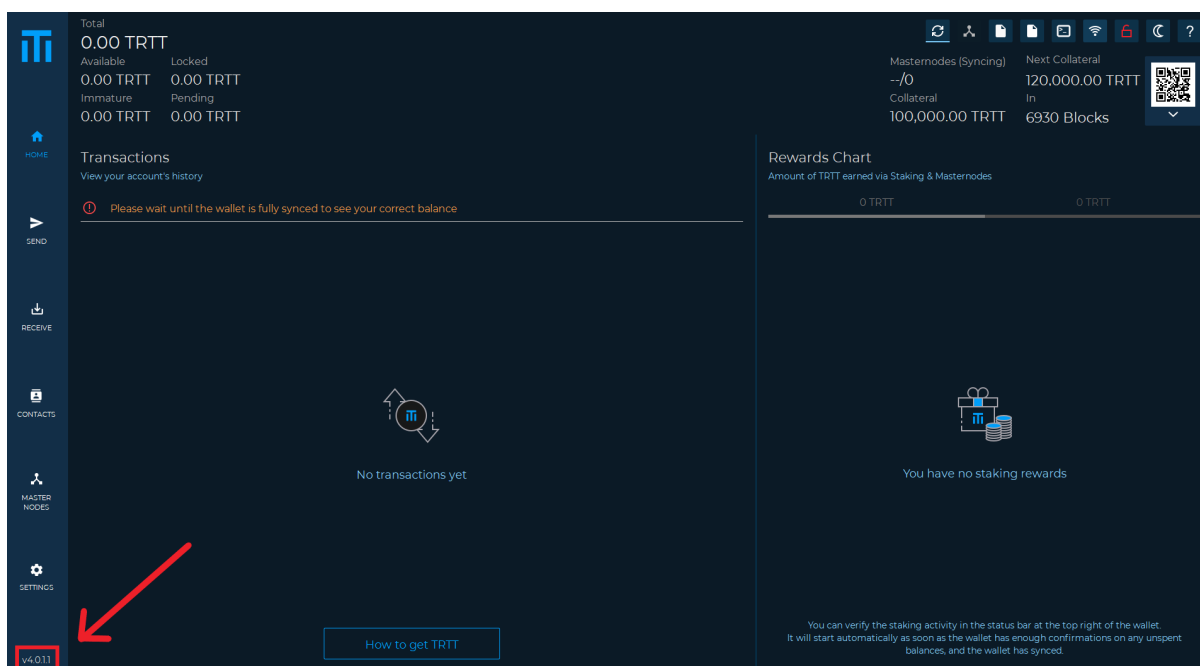 Total
0.00 TRTT
Available Locked
0.00 TRTT 0.00 TRTT
Immature Pending
0.00 TRTT 0.00 TRTT
Masternodes (Syncing) Next Collateral
--/0 120,000.00 TRTT
Collateral In
100,000.00 TRTT 6930 Blocks
?
HOME
SEND
RECEIVE
CONTACTS
MASTER
NODES
SETTINGS
v4.0.1.1
Transactions
View your account's history
Please wait until the wallet is fully synced to see your correct balance
No transactions yet
How to get TRTT
Rewards Chart
Amount of TRTT earned via Staking & Masternodes
0 TRTT 0 TRTT
You have no staking rewards
You can verify the staking activity in the status bar at the top right of the wallet.
It will start automatically as soon as the wallet has enough confirmations on any unspent
balances, and the wallet has synced.